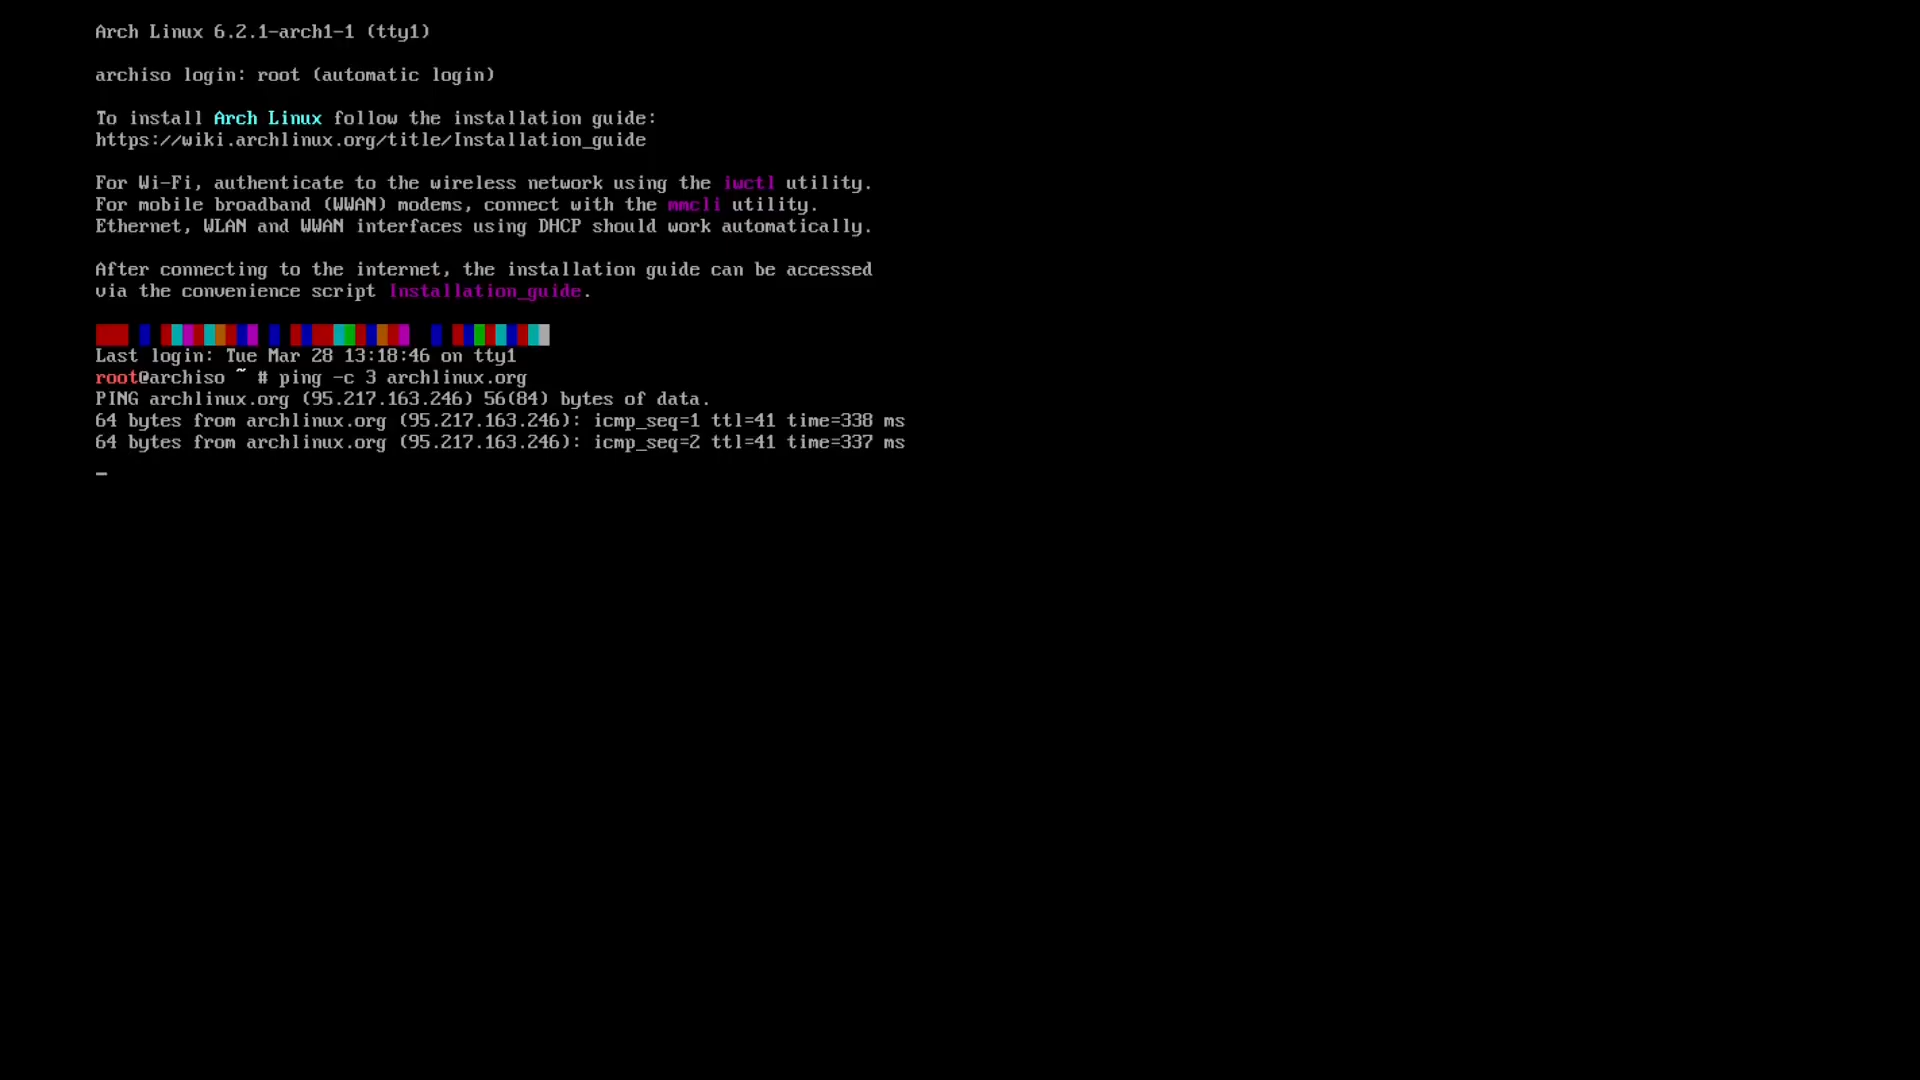 Arch Linux 6.2.1-arch1-1 (tty1)
archiso login: root (automatic login)
To install Arch Linux follow the installation guide:
https://wiki.archlinux.org/title/Installation_guide
For Wi-Fi, authenticate to the wireless network using the iwctl utility.
For mobile broadband (WWAN) modems, connect with the mmcli utility.
Ethernet, WLAN and WWAN interfaces using DHCP should work automatically.
After connecting to the internet, the installation guide can be accessed
via the convenience script Installation_guide.
Last login: Tue Mar 28 13:18:46 on tty1
root@archiso ~ # ping -c 3 archlinux.org
PING archlinux.org (95.217.163.246) 56(84) bytes of data.
64 bytes from archlinux.org (95.217.163.246): icmp_seq=1 ttl=41 time=338 ms
64 bytes from archlinux.org (95.217.163.246): icmp_seq=2 ttl=41 time=337 ms